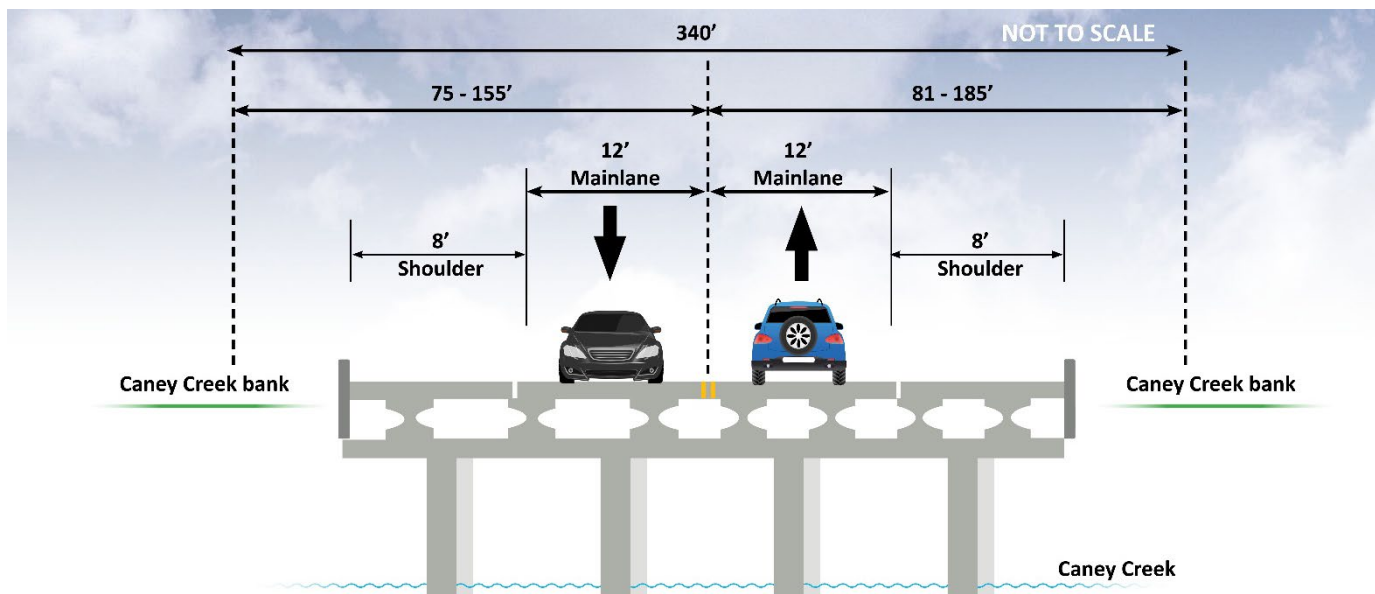 340’
NOT TO SCALE
75 - 155’
81 - 185’
12’
Mainlane
12’
Mainlane
8’
Shoulder
8’
Shoulder
Caney Creek bank
Caney Creek bank
Caney Creek